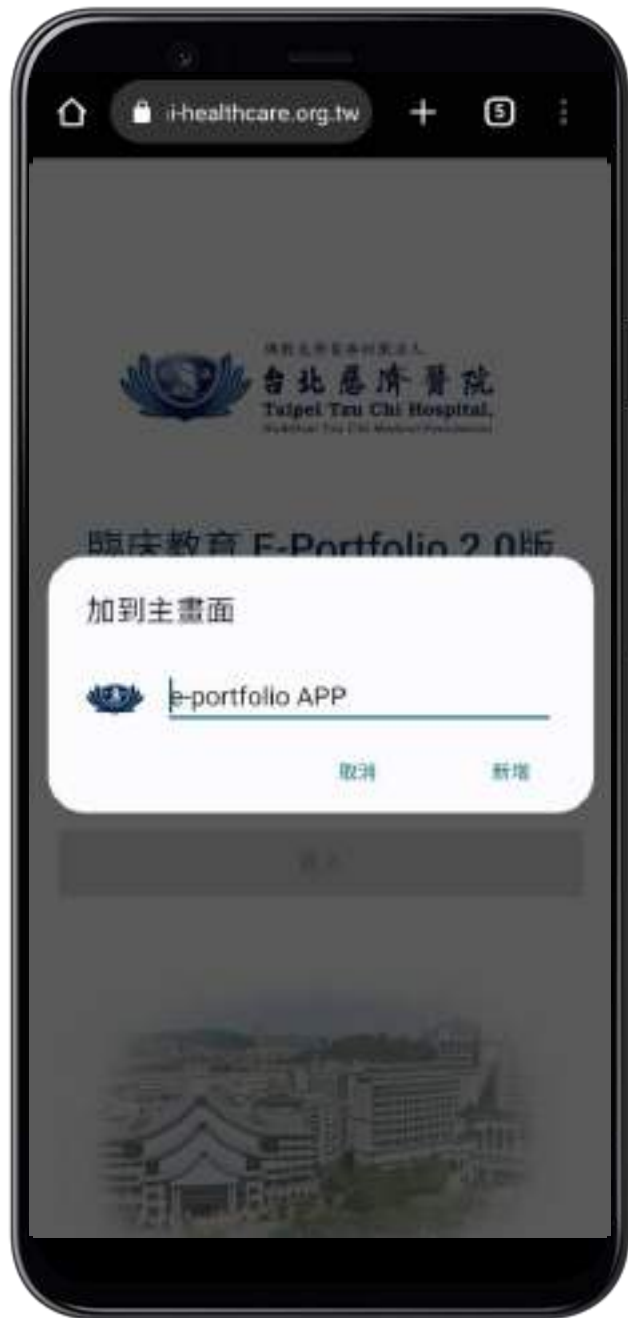 i-healthcare.org.tw
5
台北慈濟醫院
Taipei Tzu Chi Hospital,
臨床教育 E-Portfolio 2.0版
加到主畫面
e-portfolio APP
取消 新增